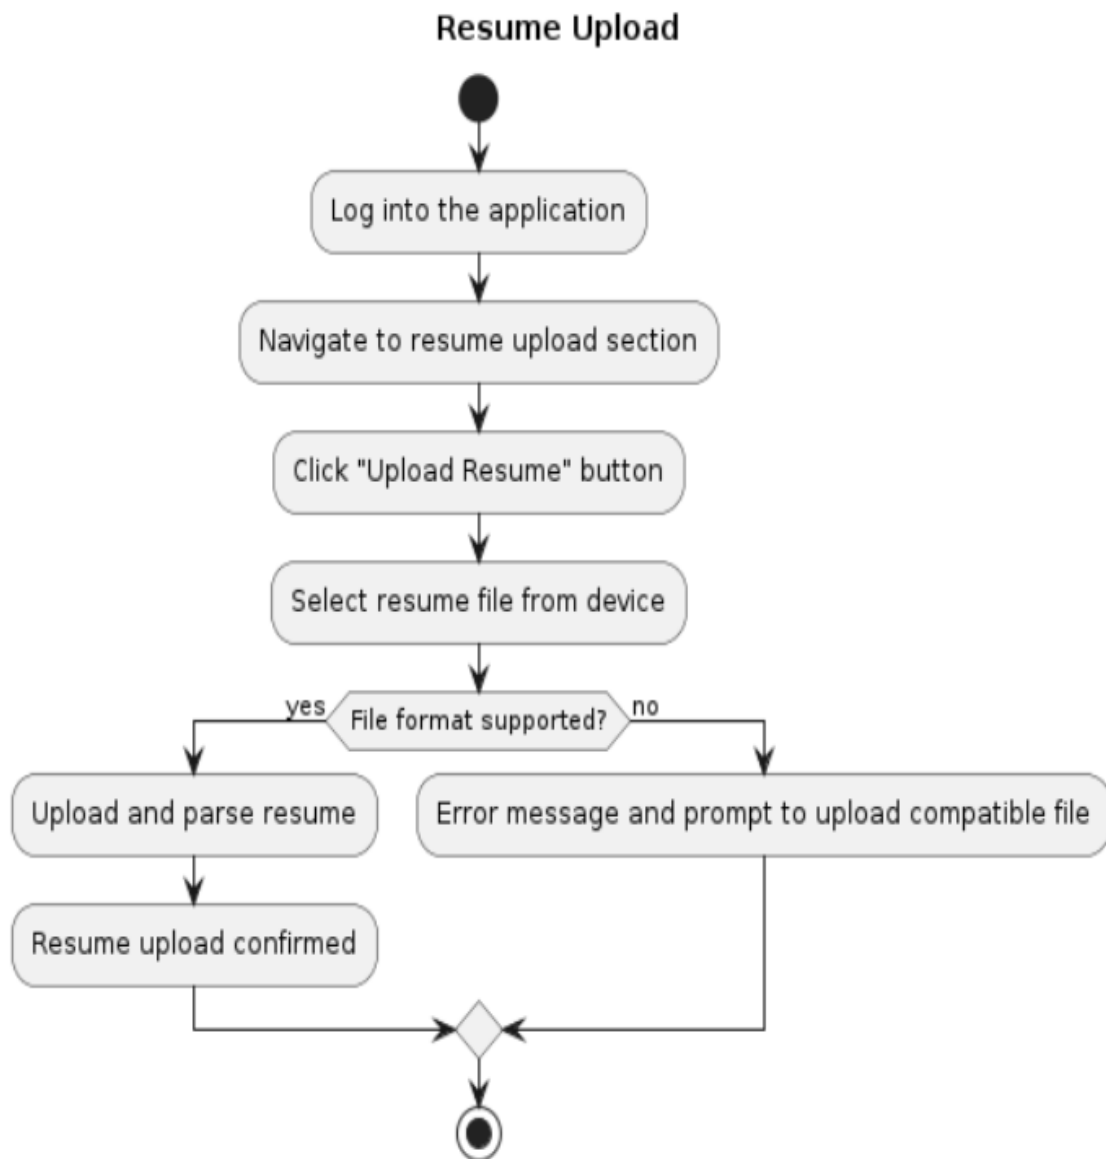 Resume Upload
Log into the application
Navigate to resume upload section
Click "Upload Resume" button
Select resume file from device
yes
File format supported?
no
Upload and parse resume
Error message and prompt to upload compatible file
Resume upload confirmed